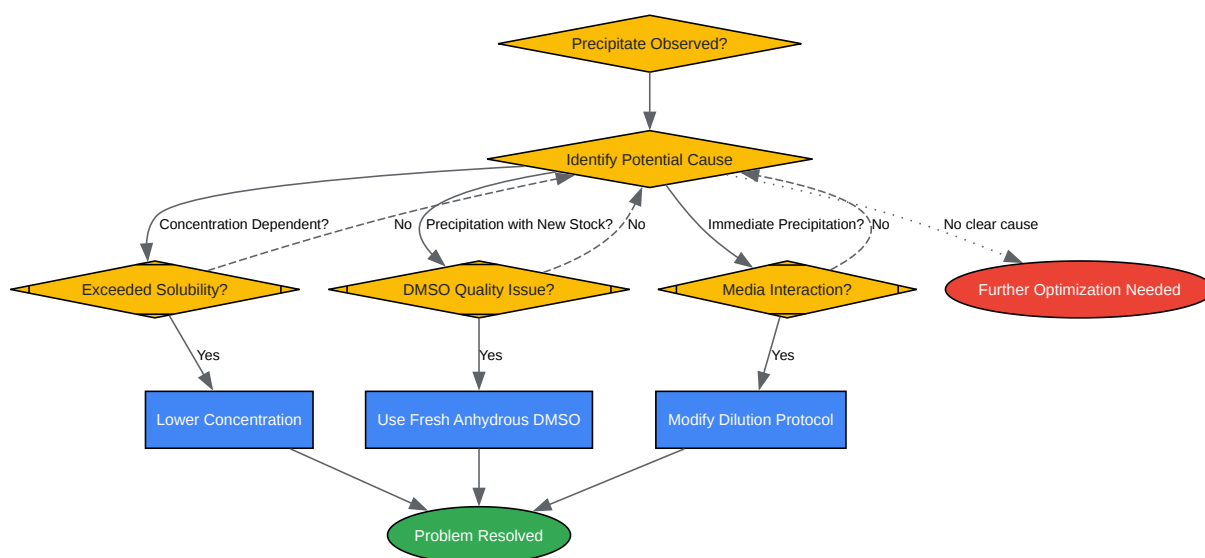 Precipitate Observed?
Identify Potential Cause
Concentration Dependent?
No
Precipitation with New Stock?
No
Immediate Precipitation?
No
No clear cause
Exceeded Solubility?
DMSO Quality Issue?
Media Interaction?
Further Optimization Needed
Yes
Yes
Yes
Lower Concentration
Use Fresh Anhydrous DMSO
Modify Dilution Protocol
Problem Resolved